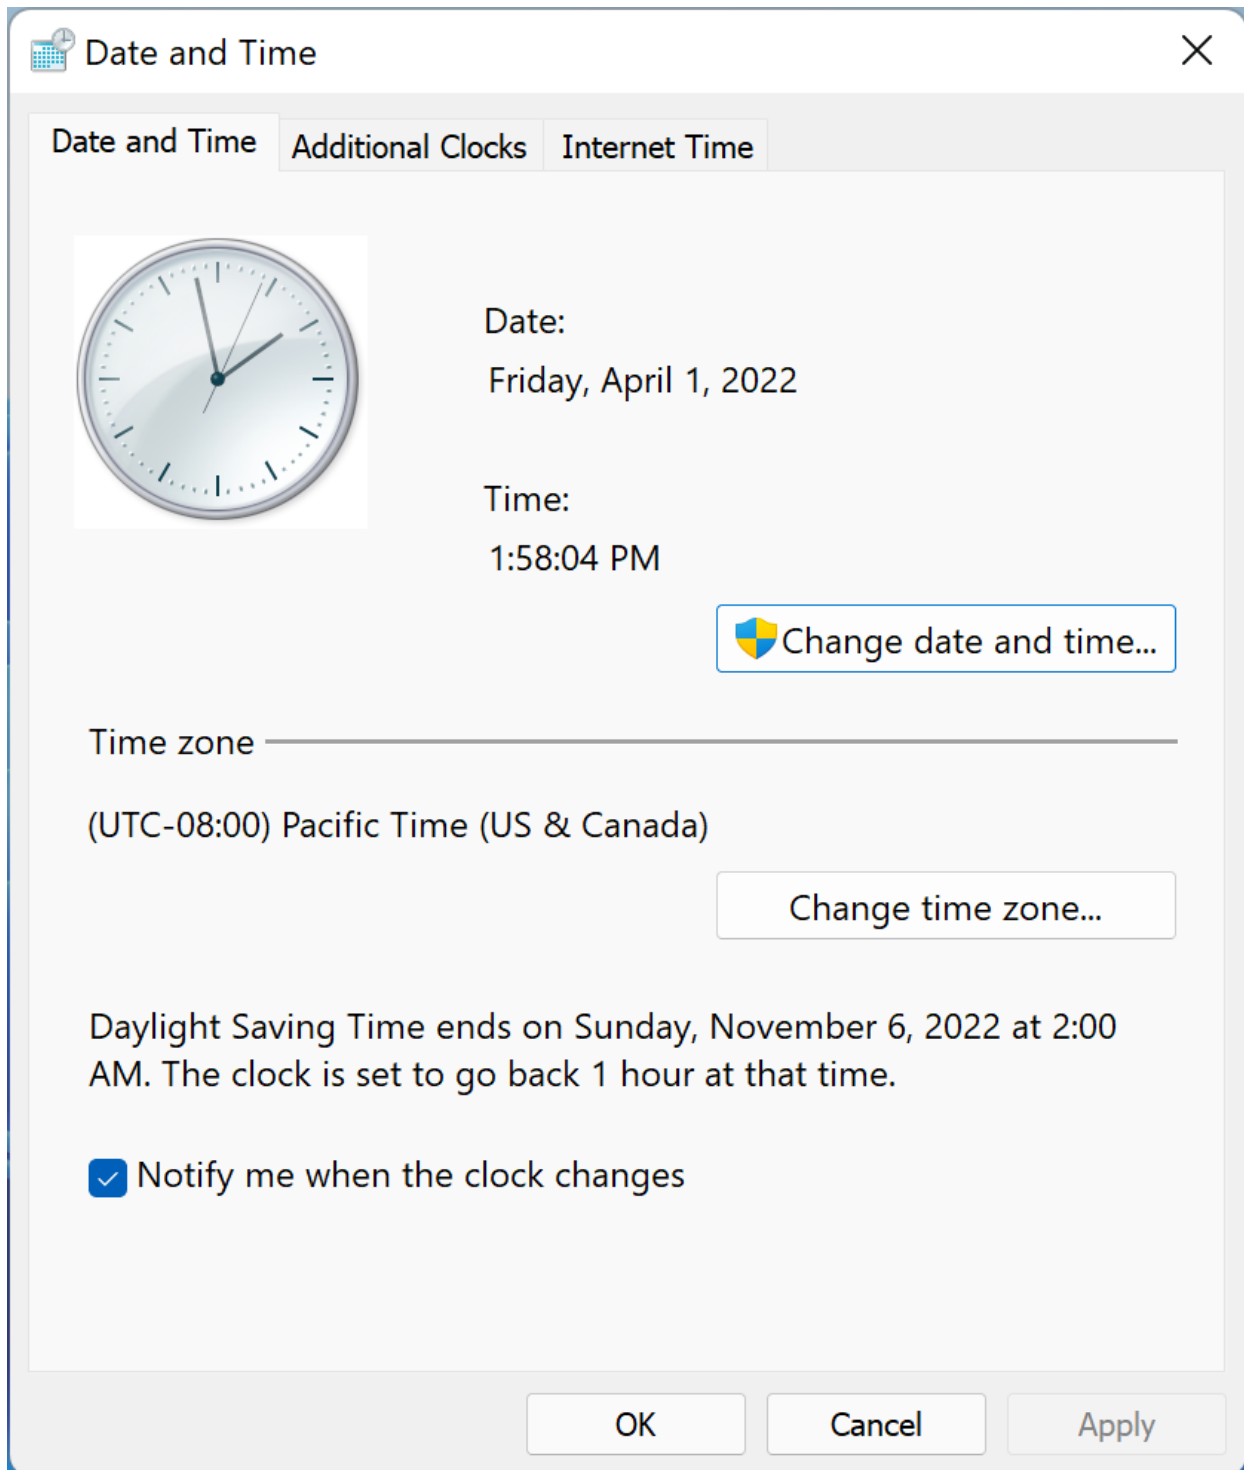 Date and Time
Date and Time
Additional Clocks
Internet Time
Date:
Friday, April 1, 2022
Time:
1:58:04 PM
Change date and time...
Time zone
(UTC-08:00) Pacific Time (US & Canada)
Change time zone...
Daylight Saving Time ends on Sunday, November 6, 2022 at 2:00
AM. The clock is set to go back 1 hour at that time.
Notify me when the clock changes
OK
Cancel
Apply